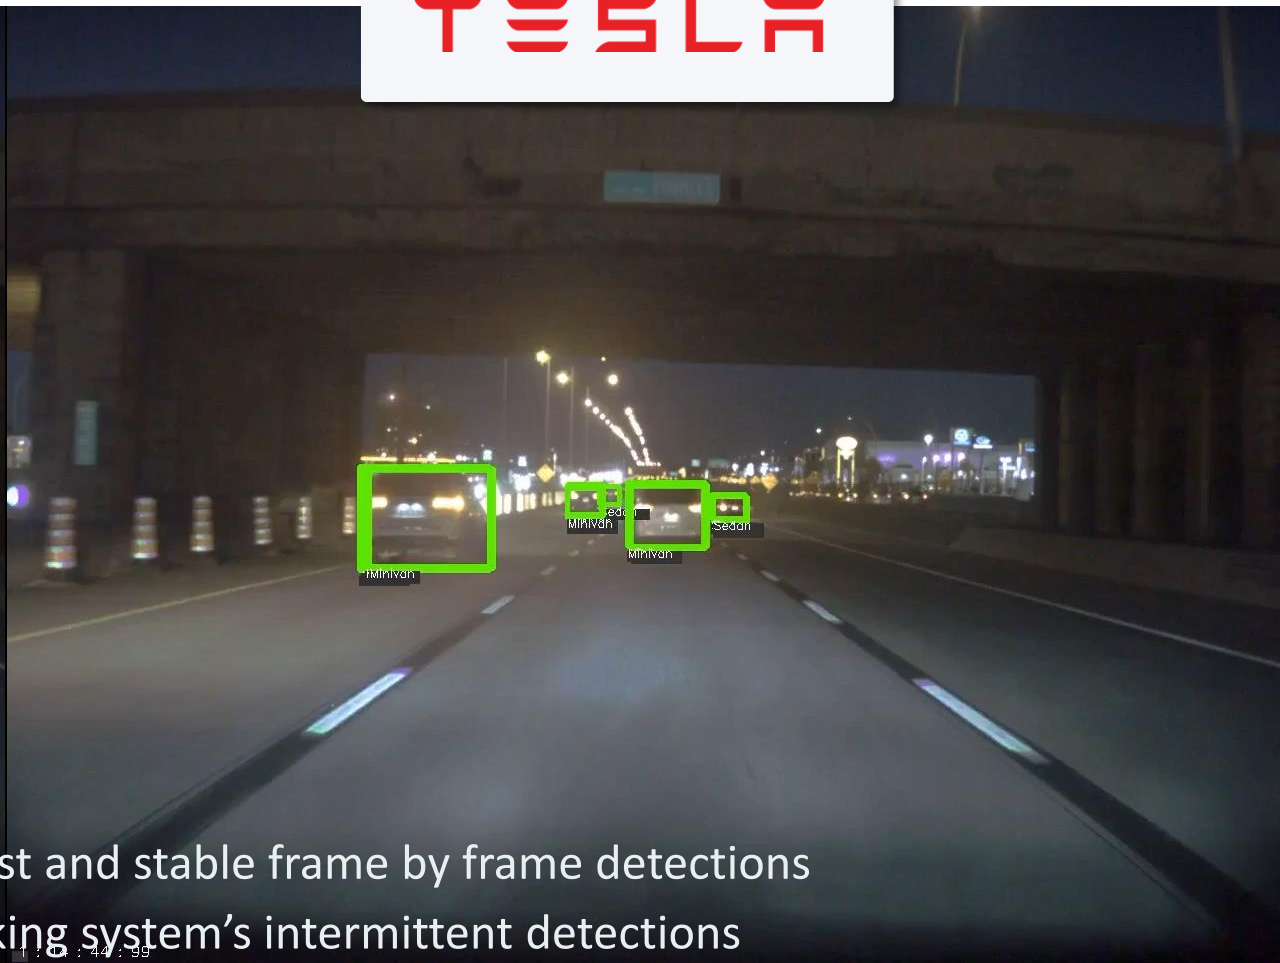 TESLA
Sedan
Minivan
Sedan
Minivan
Minivan
st and stable frame by frame detections
king system’s intermittent detections